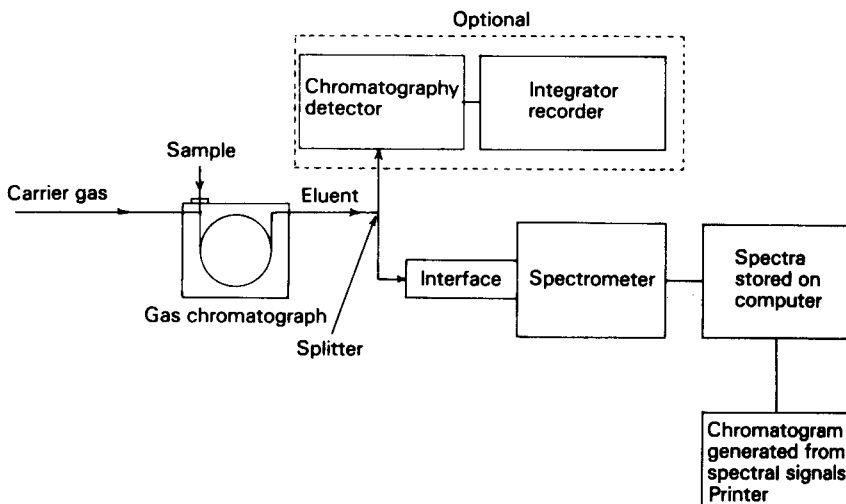 Optional
Chromatography
detector
Integrator
recorder
Sample
Carrier gas
Eluent
Gas chromatograph
Splitter
Interface
Spectrometer
Spectra
stored on
computer
Chromatogram
generated from
spectral signals
Printer